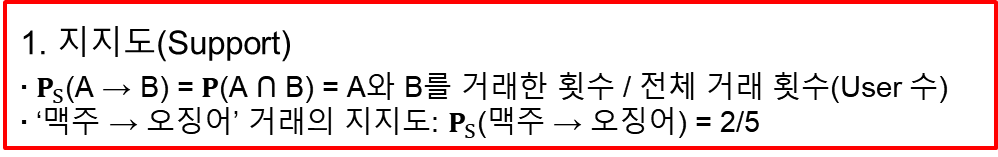 1. 지지도(Support)
· P_S(A → B) = P(A ∩ B) = A와 B를 거래한 횟수 / 전체 거래 횟수(User 수)
· ‘맥주 → 오징어’ 거래의 지지도: P_S(맥주 → 오징어) = 2/5